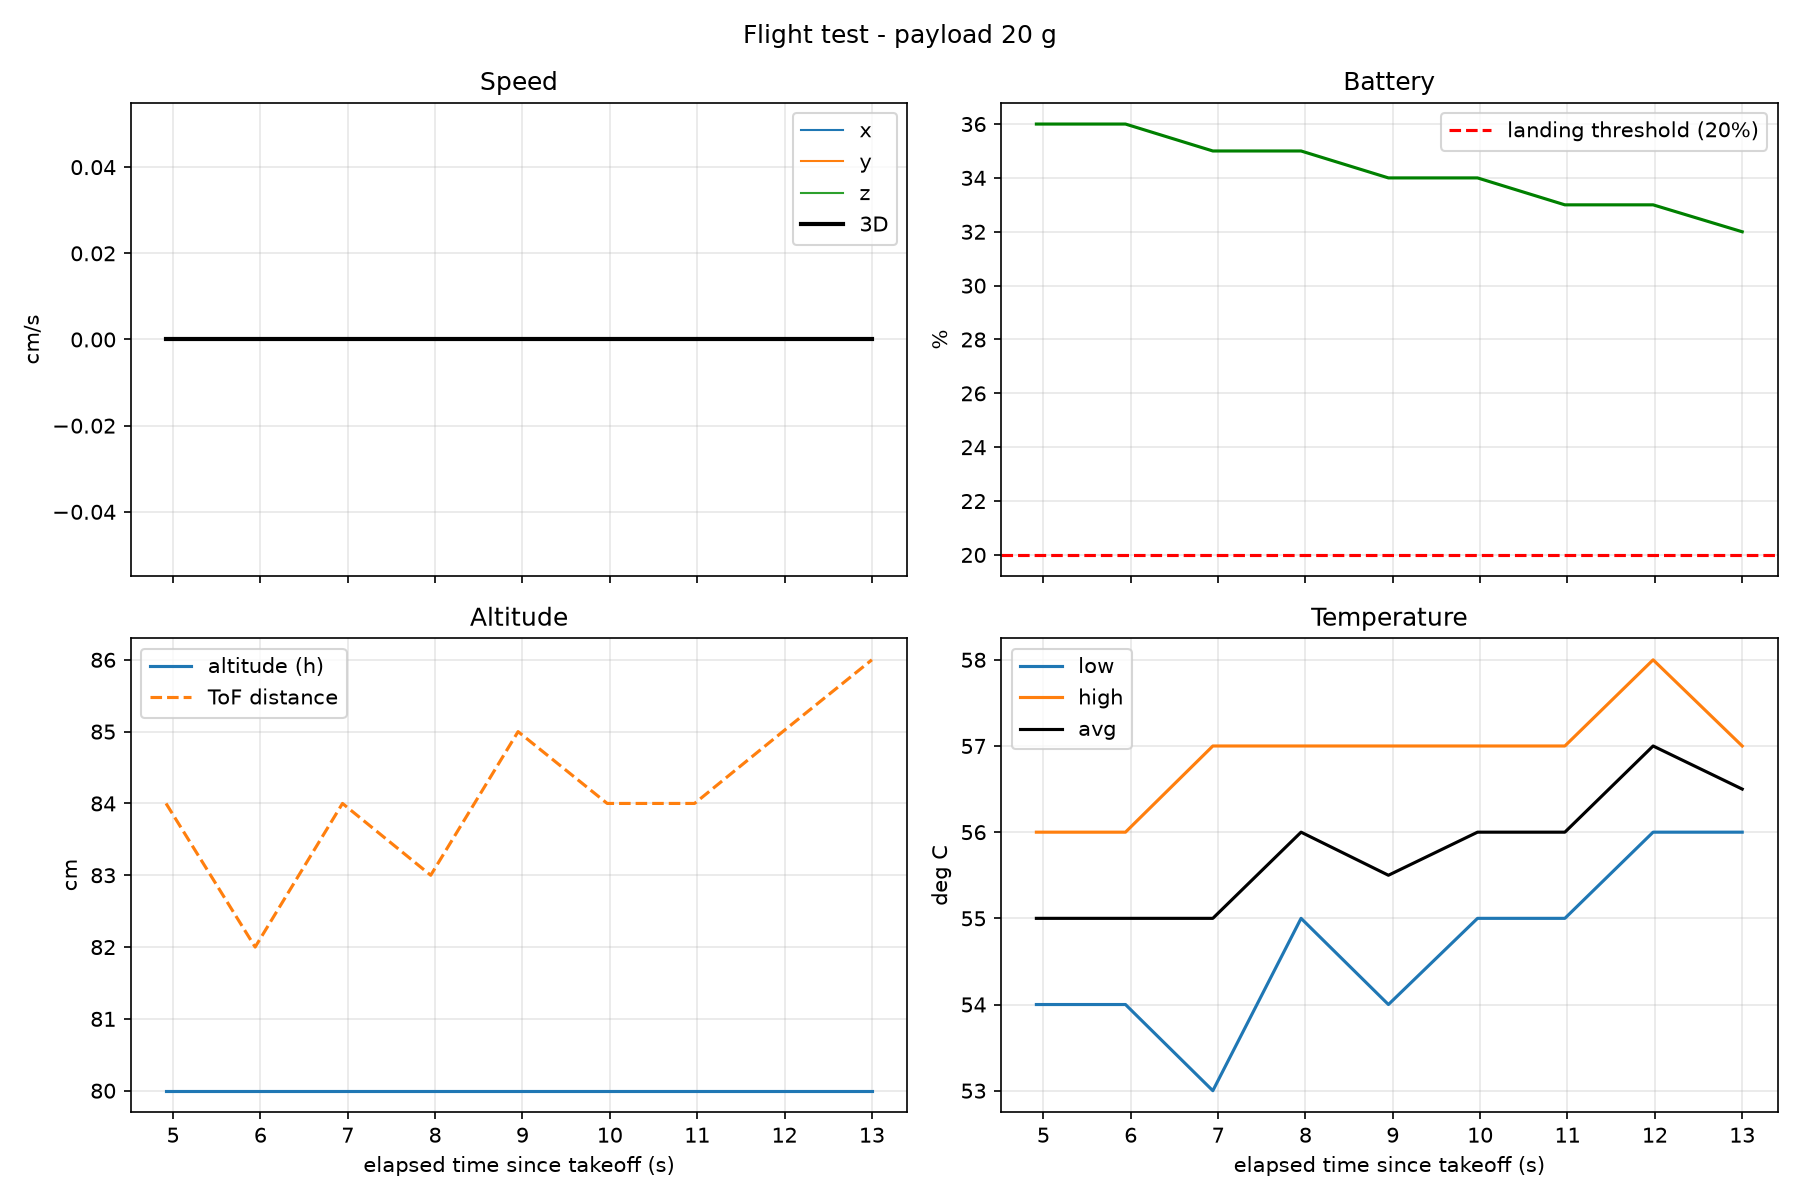 Flight test - payload 20 g
Speed
x
y
z
3D
0.04
0.02
0.00
−0.02
−0.04
cm/s
Battery
landing threshold (20%)
36
34
32
30
28
26
24
22
20
%
Altitude
altitude (h)
ToF distance
86
85
84
83
82
81
80
cm
5 6 7 8 9 10 11 12 13
elapsed time since takeoff (s)
Temperature
low
high
avg
58
57
56
55
54
53
deg C
5 6 7 8 9 10 11 12 13
elapsed time since takeoff (s)